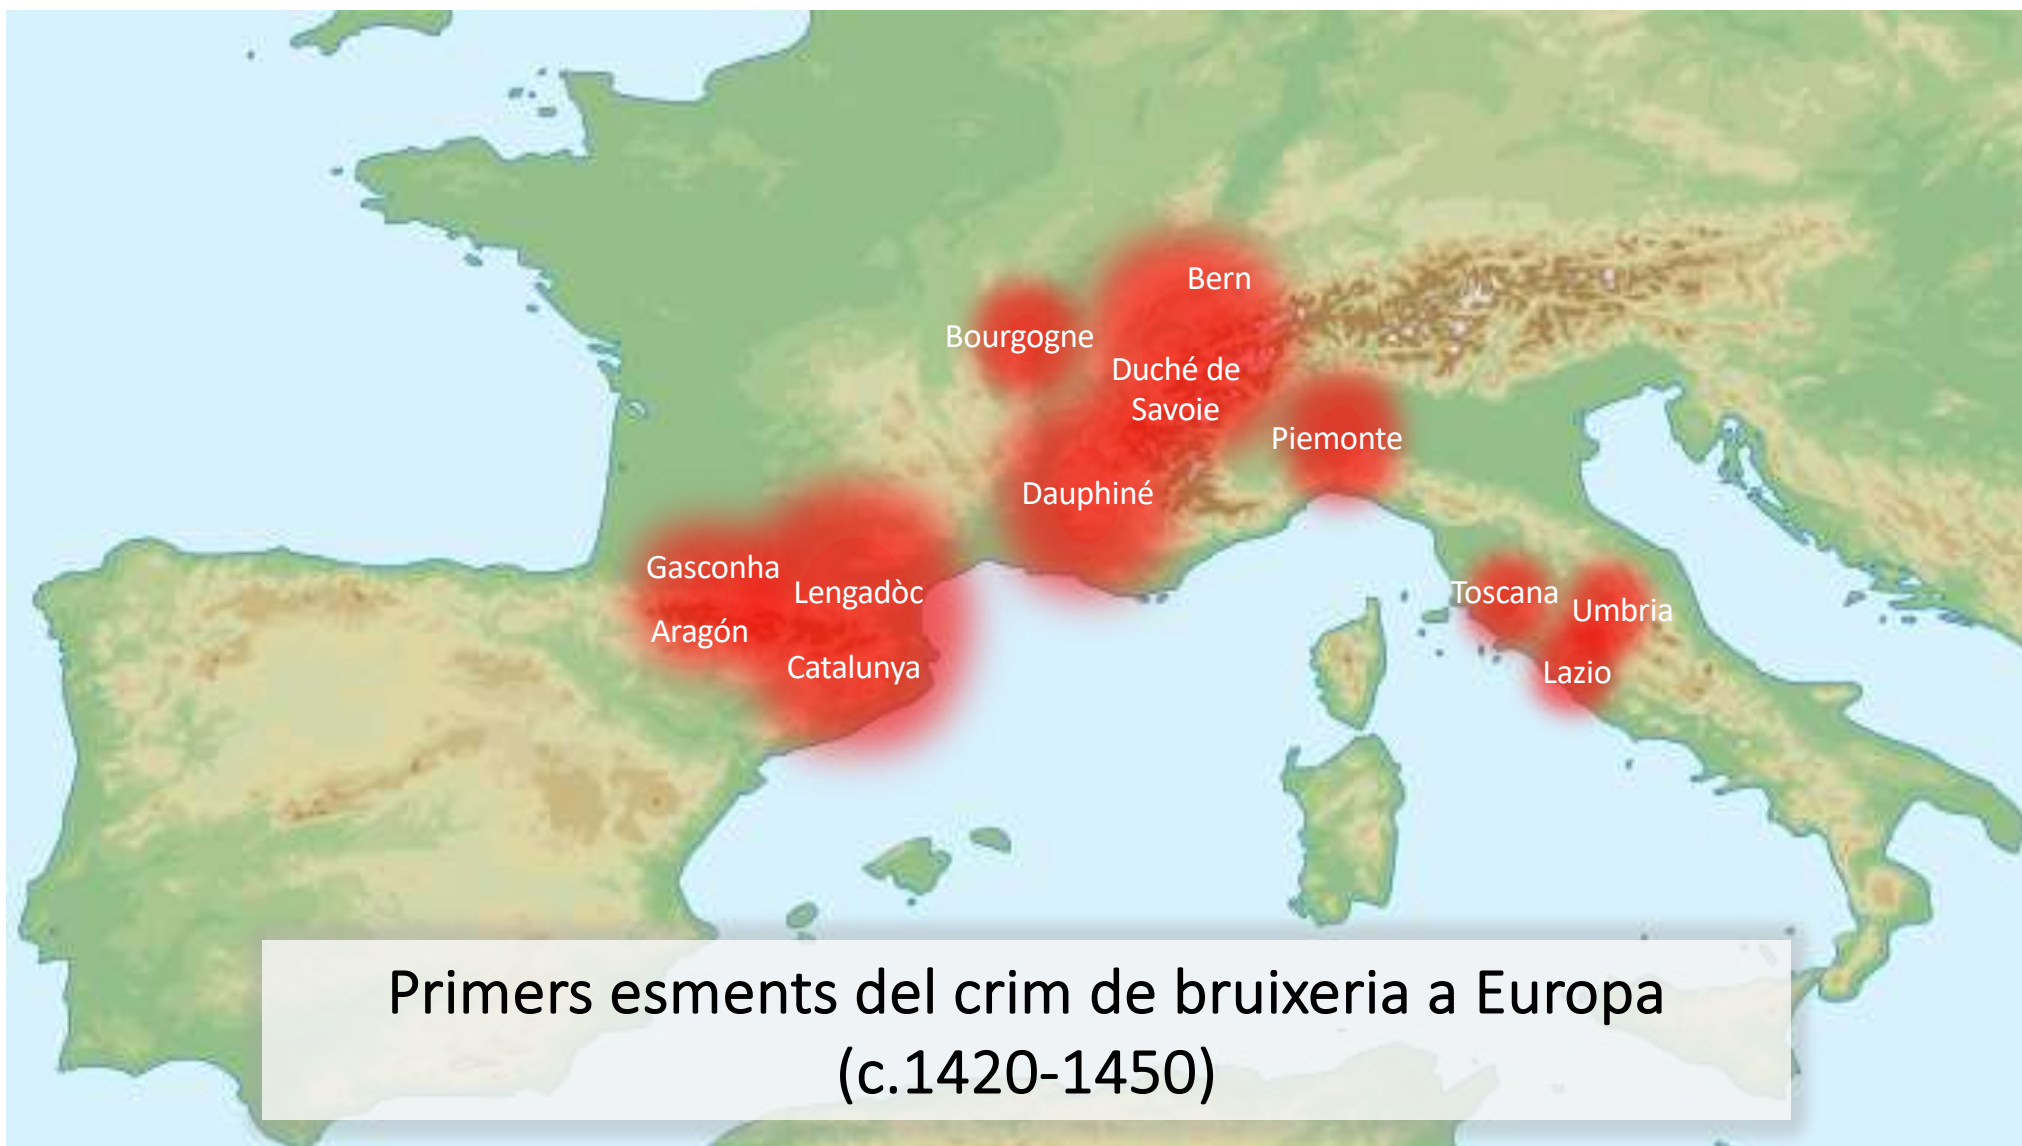 Bern
Bourgogne
Duché de
Savoie
Piemonte
Dauphiné
Gasconha
Lengadòc
Aragón
Catalunya
Toscana
Umbria
Lazio
Primers esments del crim de bruixeria a Europa
(c.1420-1450)